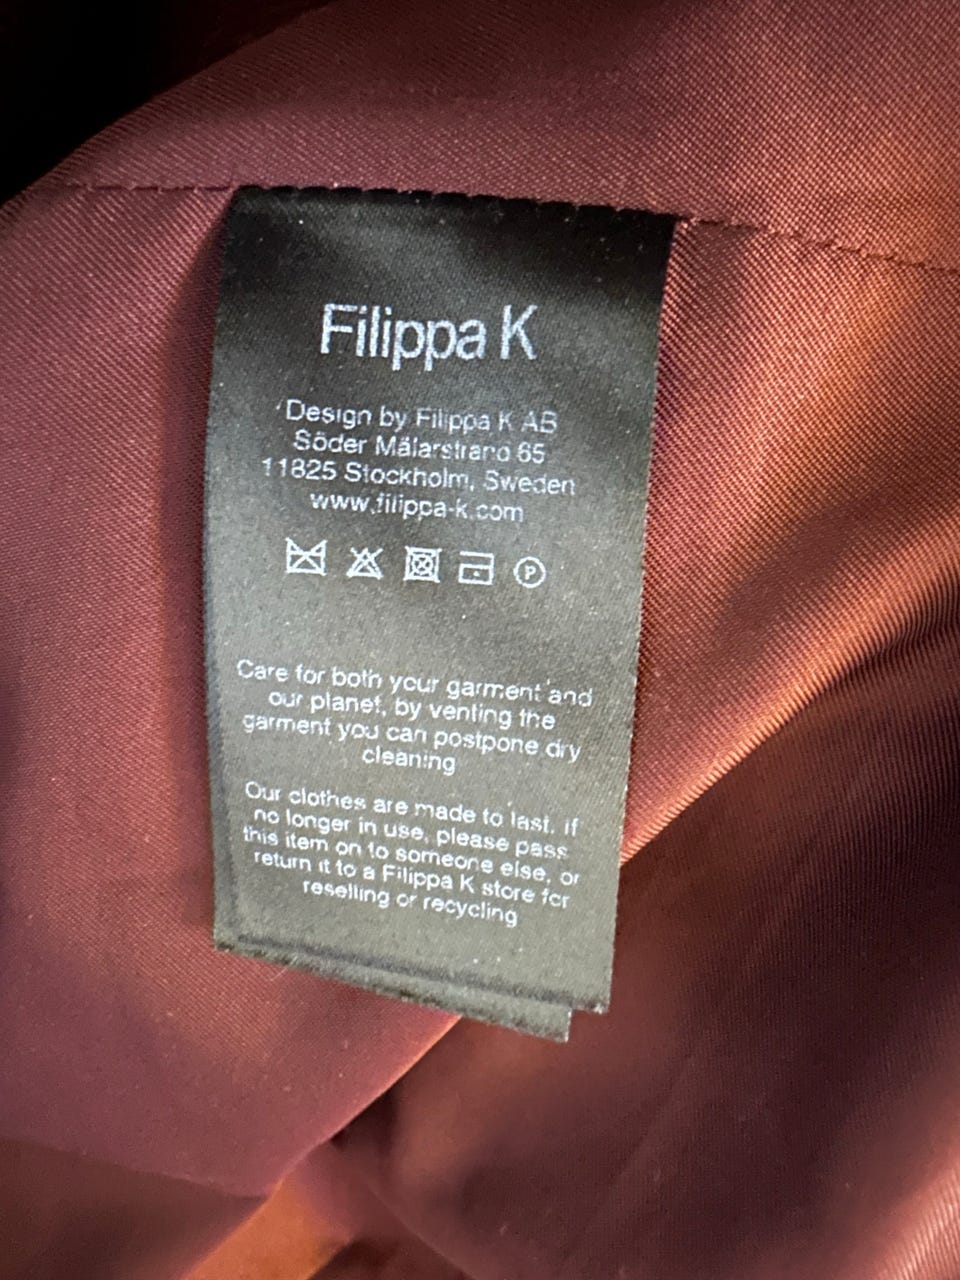 Filippa K
Design by Filippa K AB
Söder Mälarstrand 65
11825 Stockholm, Sweden
www.filippa-k.com
P
Care for both your garment and
our planet, by venting the
garment you can postpone dry
cleaning
Our clothes are made to last, if
no longer in use, please pass
this item on to someone else, or
return it to a Filippa K store for
reselling or recycling